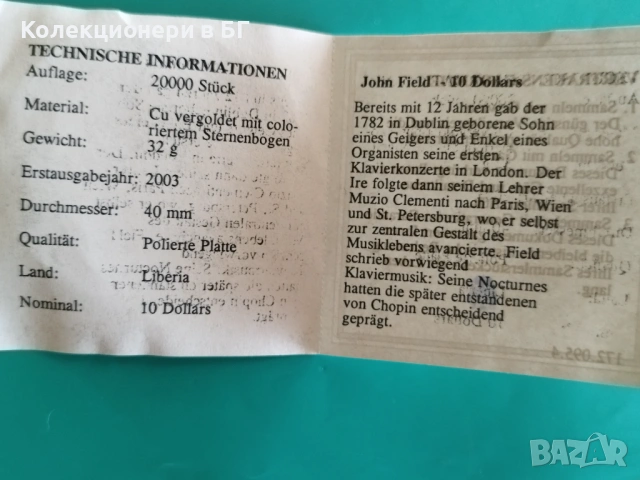 Колекционери в БГ
TECHNISCHE INFORMATIONEN
Auflage: 20000 Stück
Material: Cu vergoldet mit colo-
riertem Sternenbogen
Gewicht: 32 g
Erstausgabejahr: 2003
Durchmesser: 40 mm
Qualität: Polierte Platte
Land: Liberia
Nominal: 10 Dollars
John Field - 10 Dollars
Bereits mit 12 Jahren gab der
1782 in Dublin geborene Sohn
eines Geigers und Enkel eines
Organisten seine ersten
Klavierkonzerte in London. Der
Ire folgte dann seinem Lehrer
Muzio Clementi nach Paris, Wien
und St. Petersburg, wo er selbst
zur zentralen Gestalt des
Musiklebens avancierte. Field
schrieb vorwiegend
Klaviermusik: Seine Nocturnes
hatten die später entstandenen
von Chopin entscheidend
geprägt.
172 095 4
BAZAR